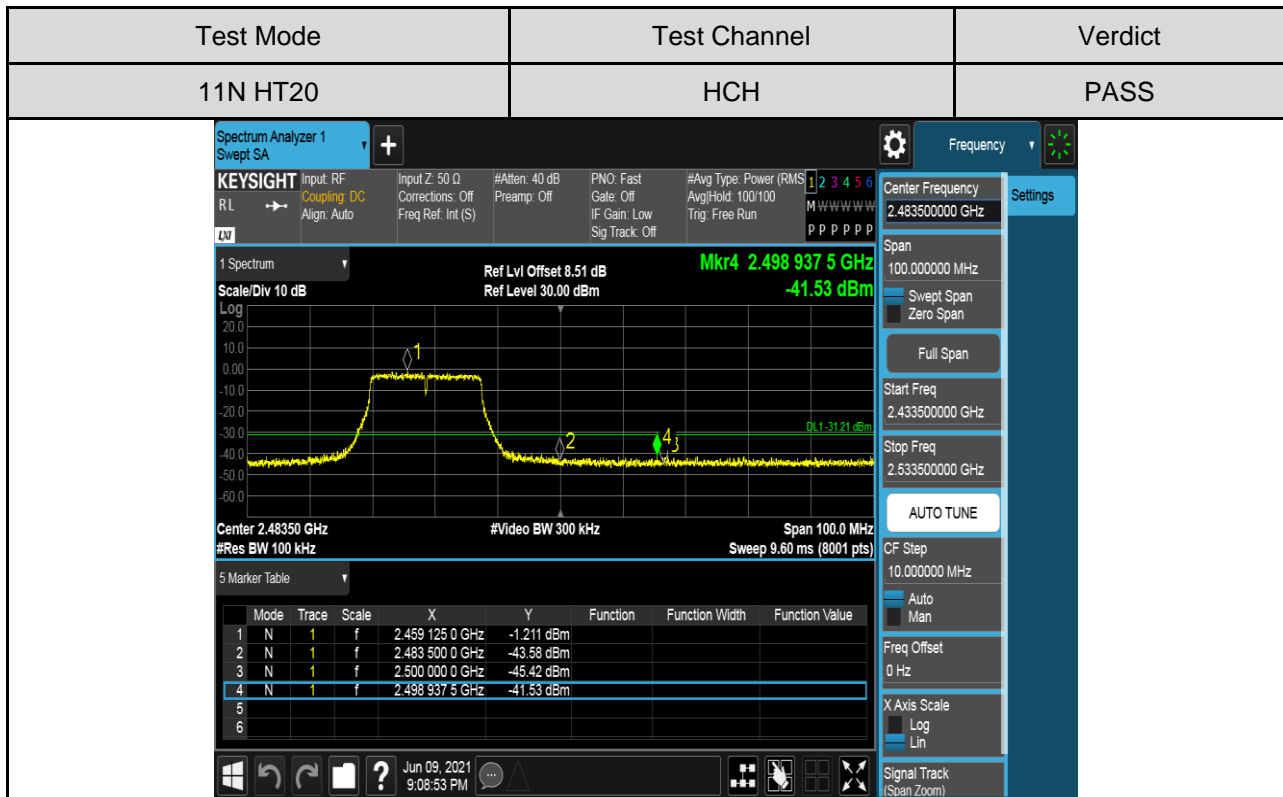 Test Mode Test Channel Verdict
11N HT20 HCH PASS
Spectrum Analyzer 1
Swept SA
+
Frequency
KEYSIGHT
RL
LXI
Input: RF
Coupling: DC
Align: Auto
Input Z: 50 Ω
Corrections: Off
Freq Ref: Int (S)
#Atten: 40 dB
Preamp: Off
PNO: Fast
Gate: Off
IF Gain: Low
Sig Track: Off
#Avg Type: Power (RMS
Avg|Hold: 100/100
Trig: Free Run
1 2 3 4 5 6
M W W W W W
P P P P P P
1 Spectrum
Scale/Div 10 dB
Ref Lvl Offset 8.51 dB
Ref Level 30.00 dBm
Mkr4 2.498 937 5 GHz
-41.53 dBm
Log
20.0
10.0
0.00
-10.0
-20.0
-30.0
-40.0
-50.0
-60.0
1
2
4
3
DL1 -31.21 dBm
Center 2.48350 GHz
#Res BW 100 kHz
#Video BW 300 kHz
Span 100.0 MHz
Sweep 9.60 ms (8001 pts)
5 Marker Table
Mode Trace Scale X Y Function Function Width Function Value
1 N 1 f 2.459 125 0 GHz -1.211 dBm
2 N 1 f 2.483 500 0 GHz -43.58 dBm
3 N 1 f 2.500 000 0 GHz -45.42 dBm
4 N 1 f 2.498 937 5 GHz -41.53 dBm
5
6
?
Jun 09, 2021
9:08:53 PM
Center Frequency
2.483500000 GHz
Settings
Span
100.000000 MHz
Swept Span
Zero Span
Full Span
Start Freq
2.433500000 GHz
Stop Freq
2.533500000 GHz
AUTO TUNE
CF Step
10.000000 MHz
Auto
Man
Freq Offset
0 Hz
X Axis Scale
Log
Lin
Signal Track
(Span Zoom)